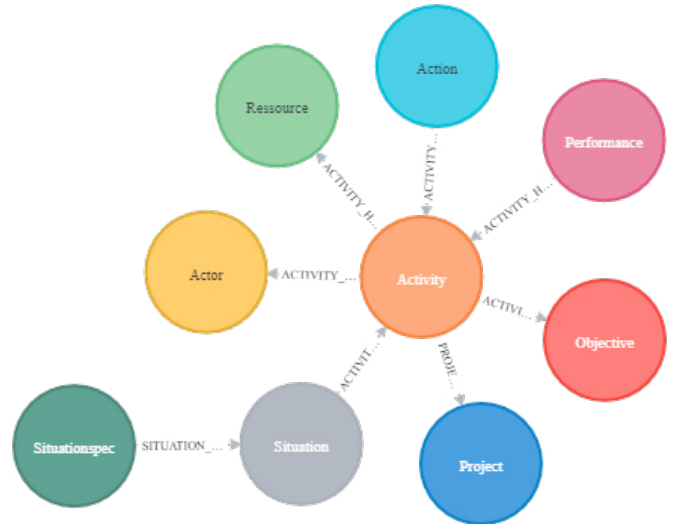 Action
Ressource
Performance
ACTIVITY...
ACTIVITY_H...
ACTIVITY_H...
Actor
ACTIVITY_...
Activity
ACTIVI...
Objective
ACTIVIT...
PROJE...
Situationspec
SITUATION_...
Situation
Project